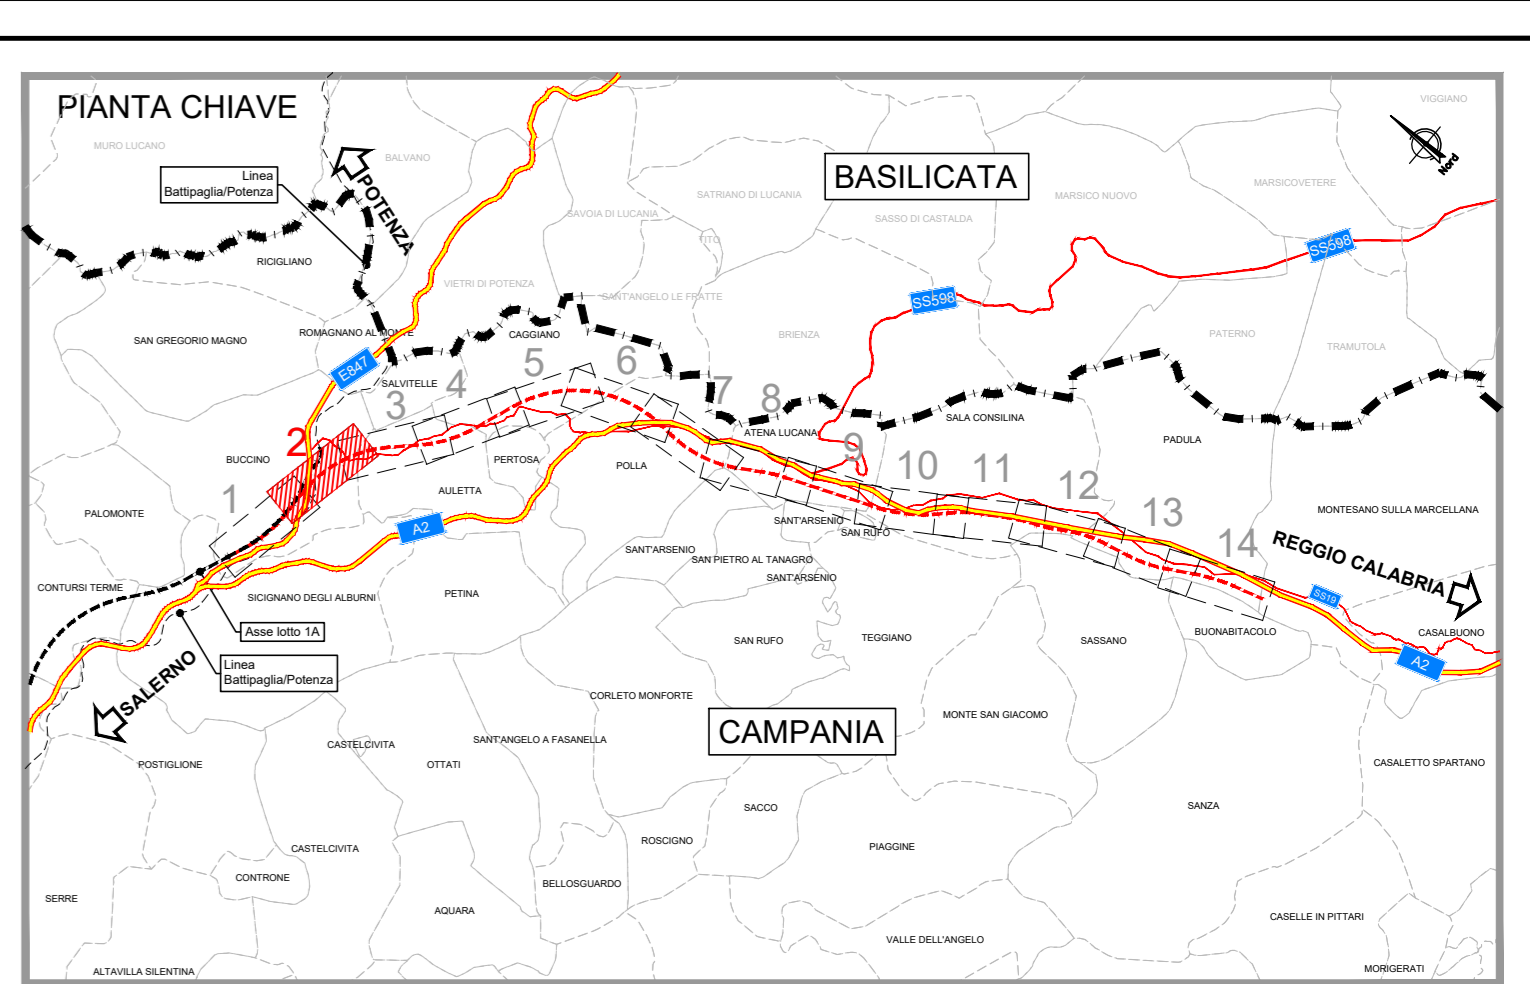 PIANTA CHIAVE
VIGGIANO
MURO LUCANO
BALVANO
Nord
Linea
Battipaglia/Potenza
POTENZA
BASILICATA
SATRIANO DI LUCANIA
MARSICO NUOVO
MARSICOVETERE
SAVOIA DI LUCANIA
SASSO DI CASTALDA
TITO
SS598
RICIGLIANO
VIETRI DI POTENZA
SANT'ANGELO LE FRATTE
SS598
SAN GREGORIO MAGNO
ROMAGNANO AL MONTE
CAGGIANO
BRIENZA
PATERNO
TRAMUTOLA
E847
SALVITELLE
5
6
4
3
7
8
ATENA LUCANA
SALA CONSILINA
PADULA
2
BUCCINO
PERTOSA
POLLA
9
10
11
12
13
14
1
AULETTA
PALOMONTE
A2
SANT'ARSENIO
SAN RUFO
MONTESANO SULLA MARCELLANA
REGGIO CALABRIA
SANT'ARSENIO
SAN PIETRO AL TANAGRO
SANT'ARSENIO
CONTURSI TERME
SICIGNANO DEGLI ALBURNI
PETINA
SS19
Asse lotto 1A
SAN RUFO
TEGGIANO
SASSANO
BUONABITACOLO
CASALBUONO
A2
Linea
Battipaglia/Potenza
SALERNO
CORLETO MONFORTE
MONTE SAN GIACOMO
CAMPANIA
CASTELCIVITA
SANT'ANGELO A FASANELLA
POSTIGLIONE
OTTATI
CASALETTO SPARTANO
SACCO
SANZA
ROSCIGNO
PIAGGINE
CASTELCIVITA
CONTRONE
BELLOSGUARDO
SERRE
AQUARA
CASELLE IN PITTARI
VALLE DELL'ANGELO
ALTAVILLA SILENTINA
MORIGERATI